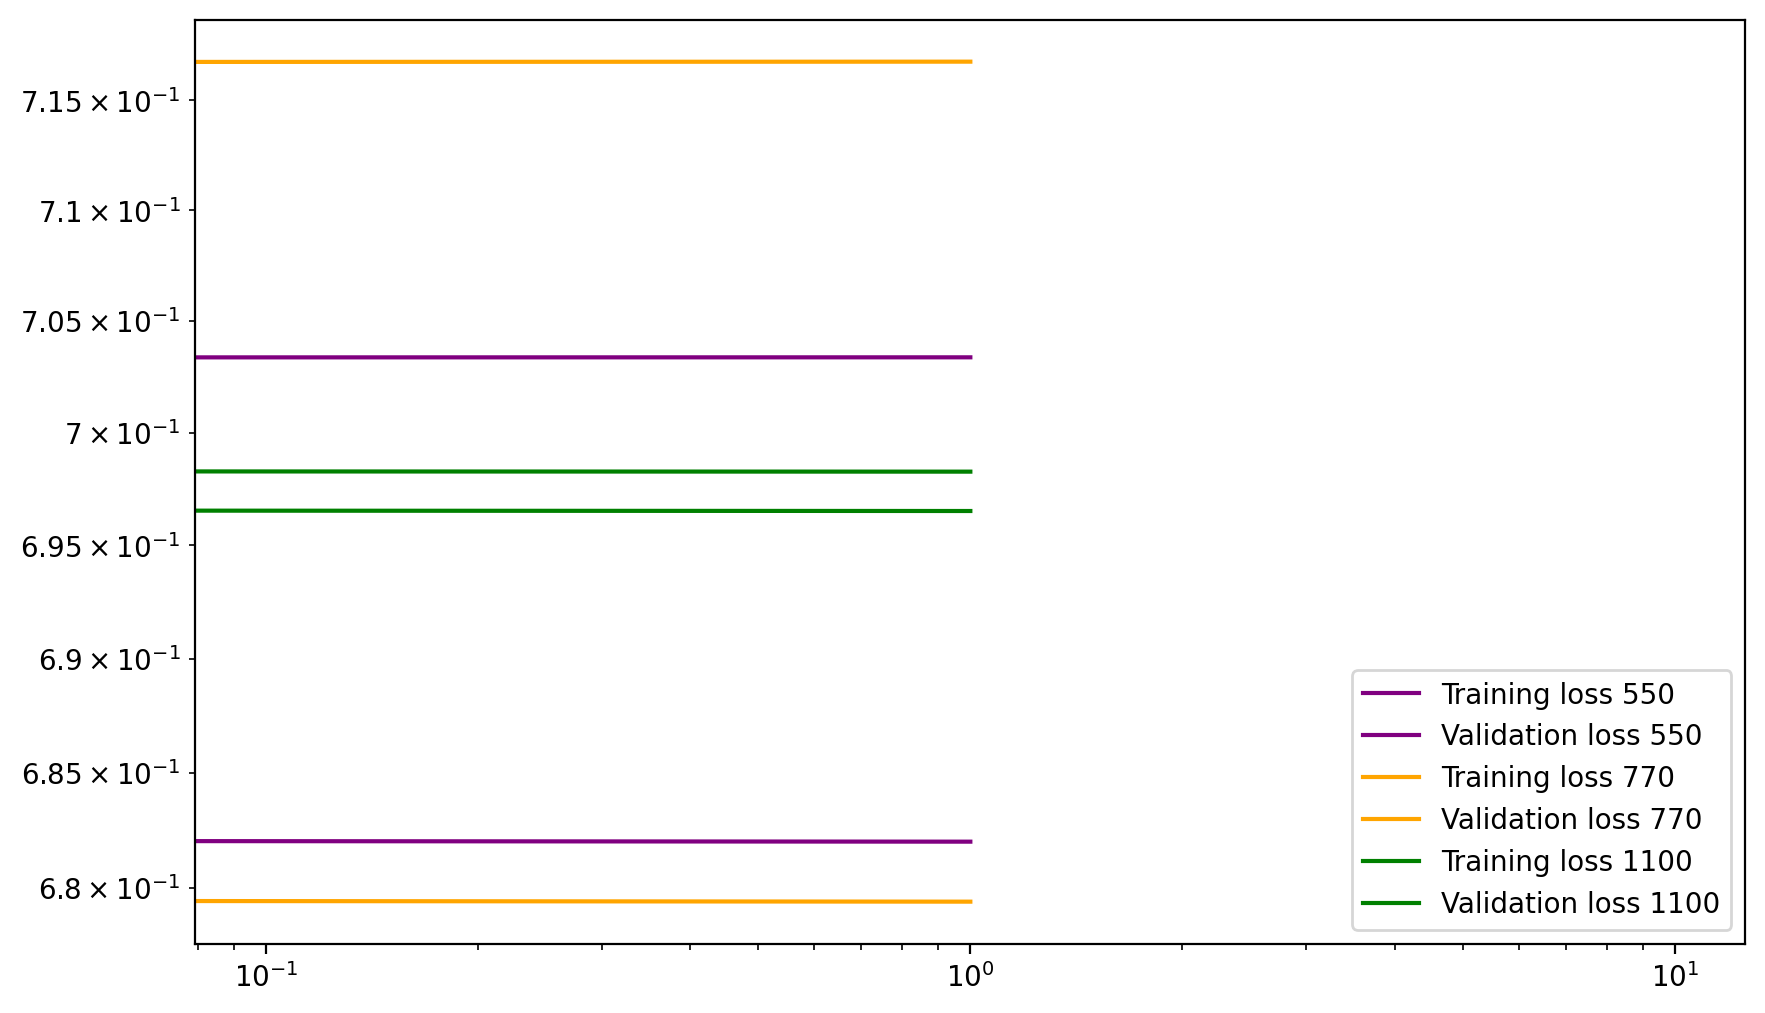 7.15 × 10⁻¹
7.1 × 10⁻¹
7.05 × 10⁻¹
7 × 10⁻¹
6.95 × 10⁻¹
6.9 × 10⁻¹
6.85 × 10⁻¹
6.8 × 10⁻¹
10⁻¹ 10⁰ 10¹
Training loss 550
Validation loss 550
Training loss 770
Validation loss 770
Training loss 1100
Validation loss 1100